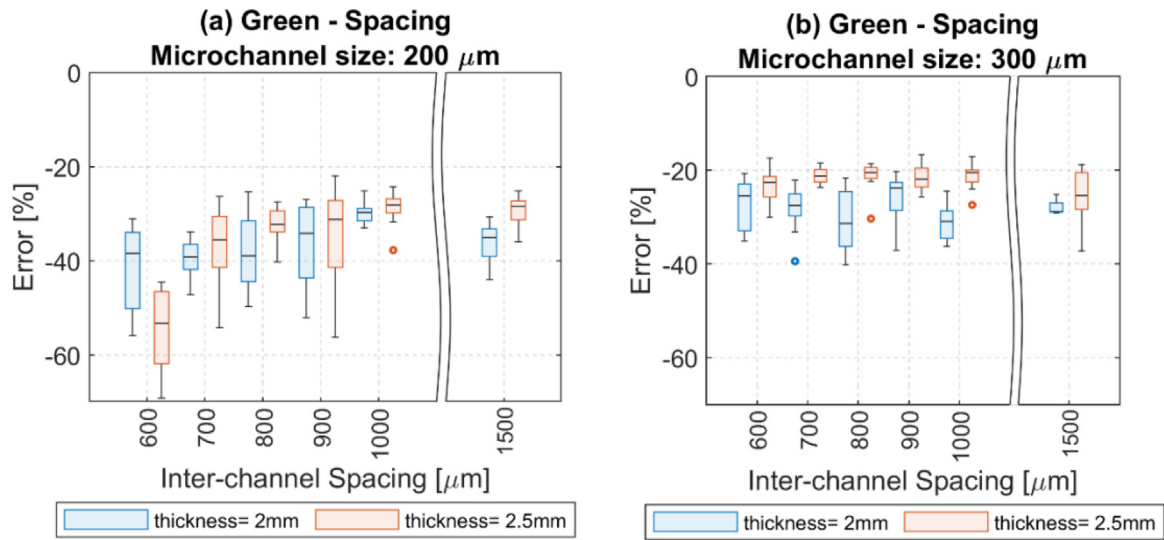 (a) Green - Spacing
Microchannel size: 200 μm
0
-20
-40
-60
Error [%]
600
700
800
900
1000
1500
Inter-channel Spacing [μm]
thickness= 2mm
thickness= 2.5mm
(b) Green - Spacing
Microchannel size: 300 μm
0
-20
-40
-60
Error [%]
600
700
800
900
1000
1500
Inter-channel Spacing [μm]
thickness= 2mm
thickness= 2.5mm